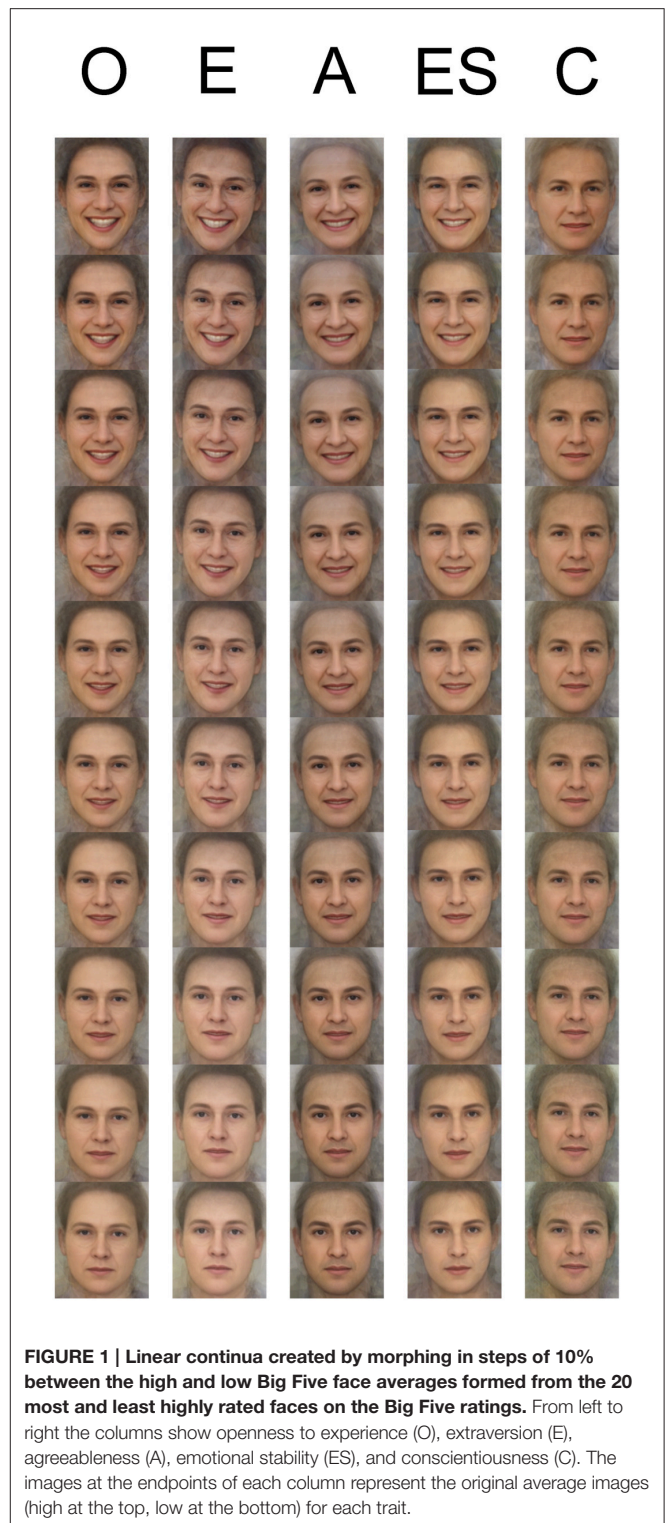 O E A ES C
FIGURE 1 | Linear continua created by morphing in steps of 10%
between the high and low Big Five face averages formed from the 20
most and least highly rated faces on the Big Five ratings. From left to
right the columns show openness to experience (O), extraversion (E),
agreeableness (A), emotional stability (ES), and conscientiousness (C). The
images at the endpoints of each column represent the original average images
(high at the top, low at the bottom) for each trait.